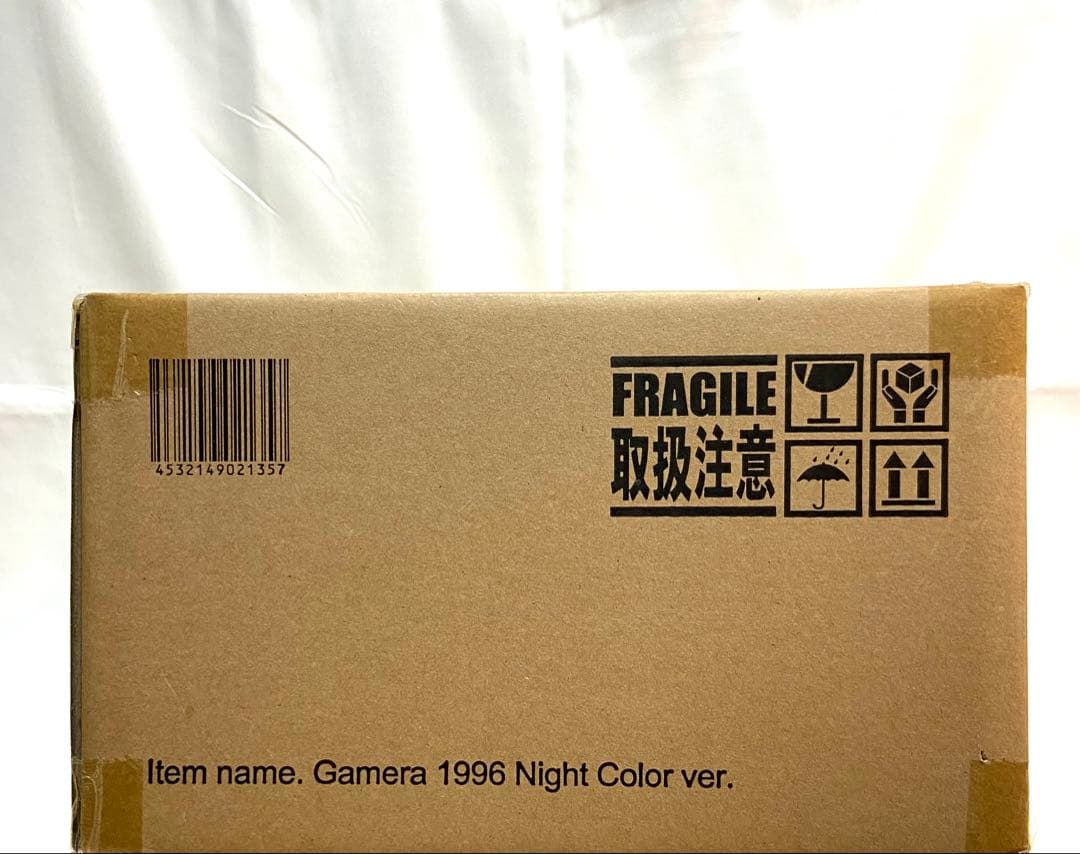 FRAGILE
取扱注意
4532149021357
Item name. Gamera 1996 Night Color ver.